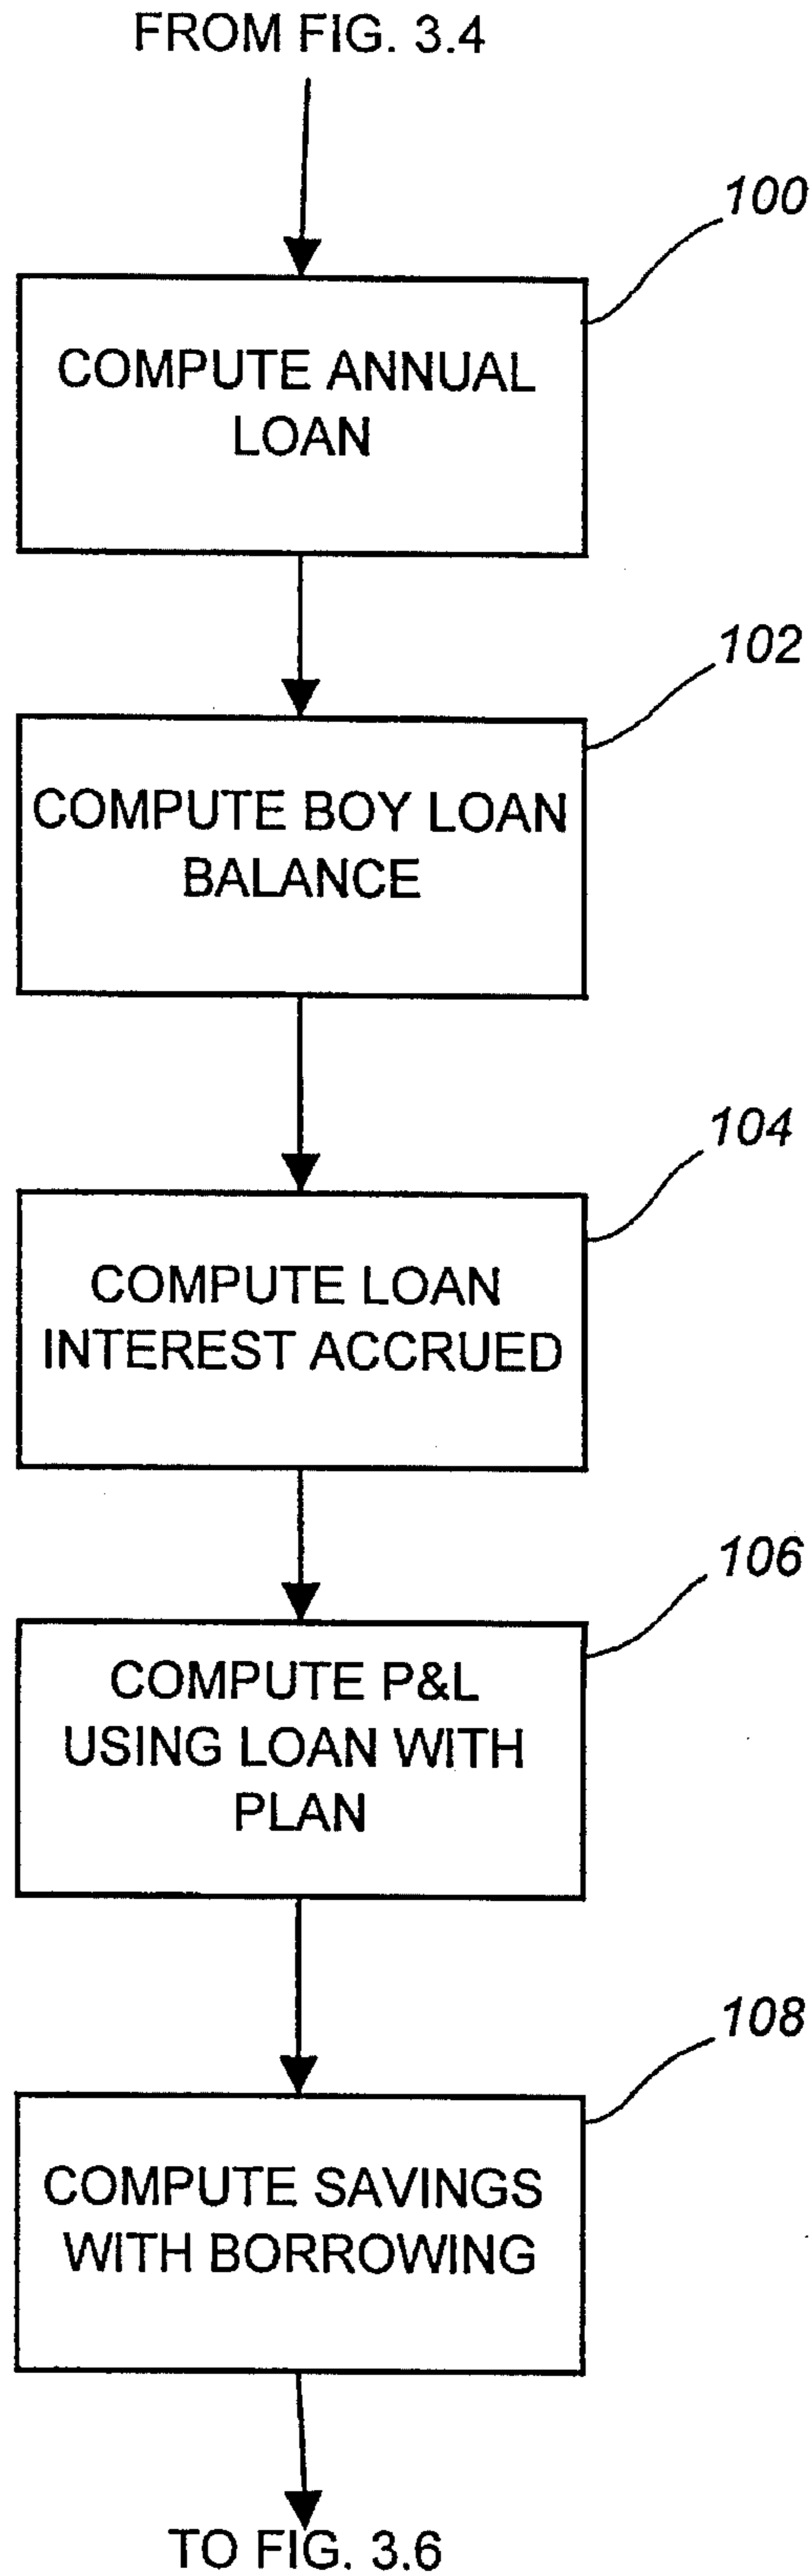 FROM FIG. 3.4
100
COMPUTE ANNUAL
LOAN
102
COMPUTE BOY LOAN
BALANCE
104
COMPUTE LOAN
INTEREST ACCRUED
106
COMPUTE P&L
USING LOAN WITH
PLAN
108
COMPUTE SAVINGS
WITH BORROWING
TO FIG. 3.6